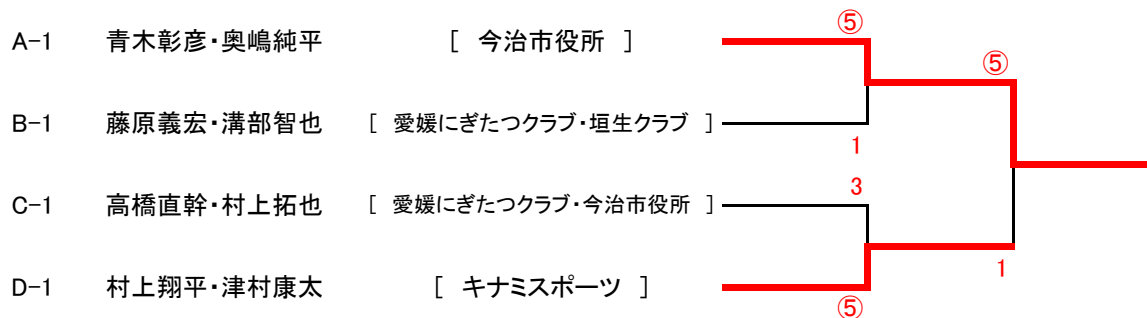 ⑤
A-1 青木彰彦・奥嶋純平 [ 今治市役所 ]
⑤
B-1 藤原義宏・溝部智也 [ 愛媛にぎたつクラブ・垣生クラブ ]
1
3
C-1 高橋直幹・村上拓也 [ 愛媛にぎたつクラブ・今治市役所 ]
1
D-1 村上翔平・津村康太 [ キナミスポーツ ]
⑤